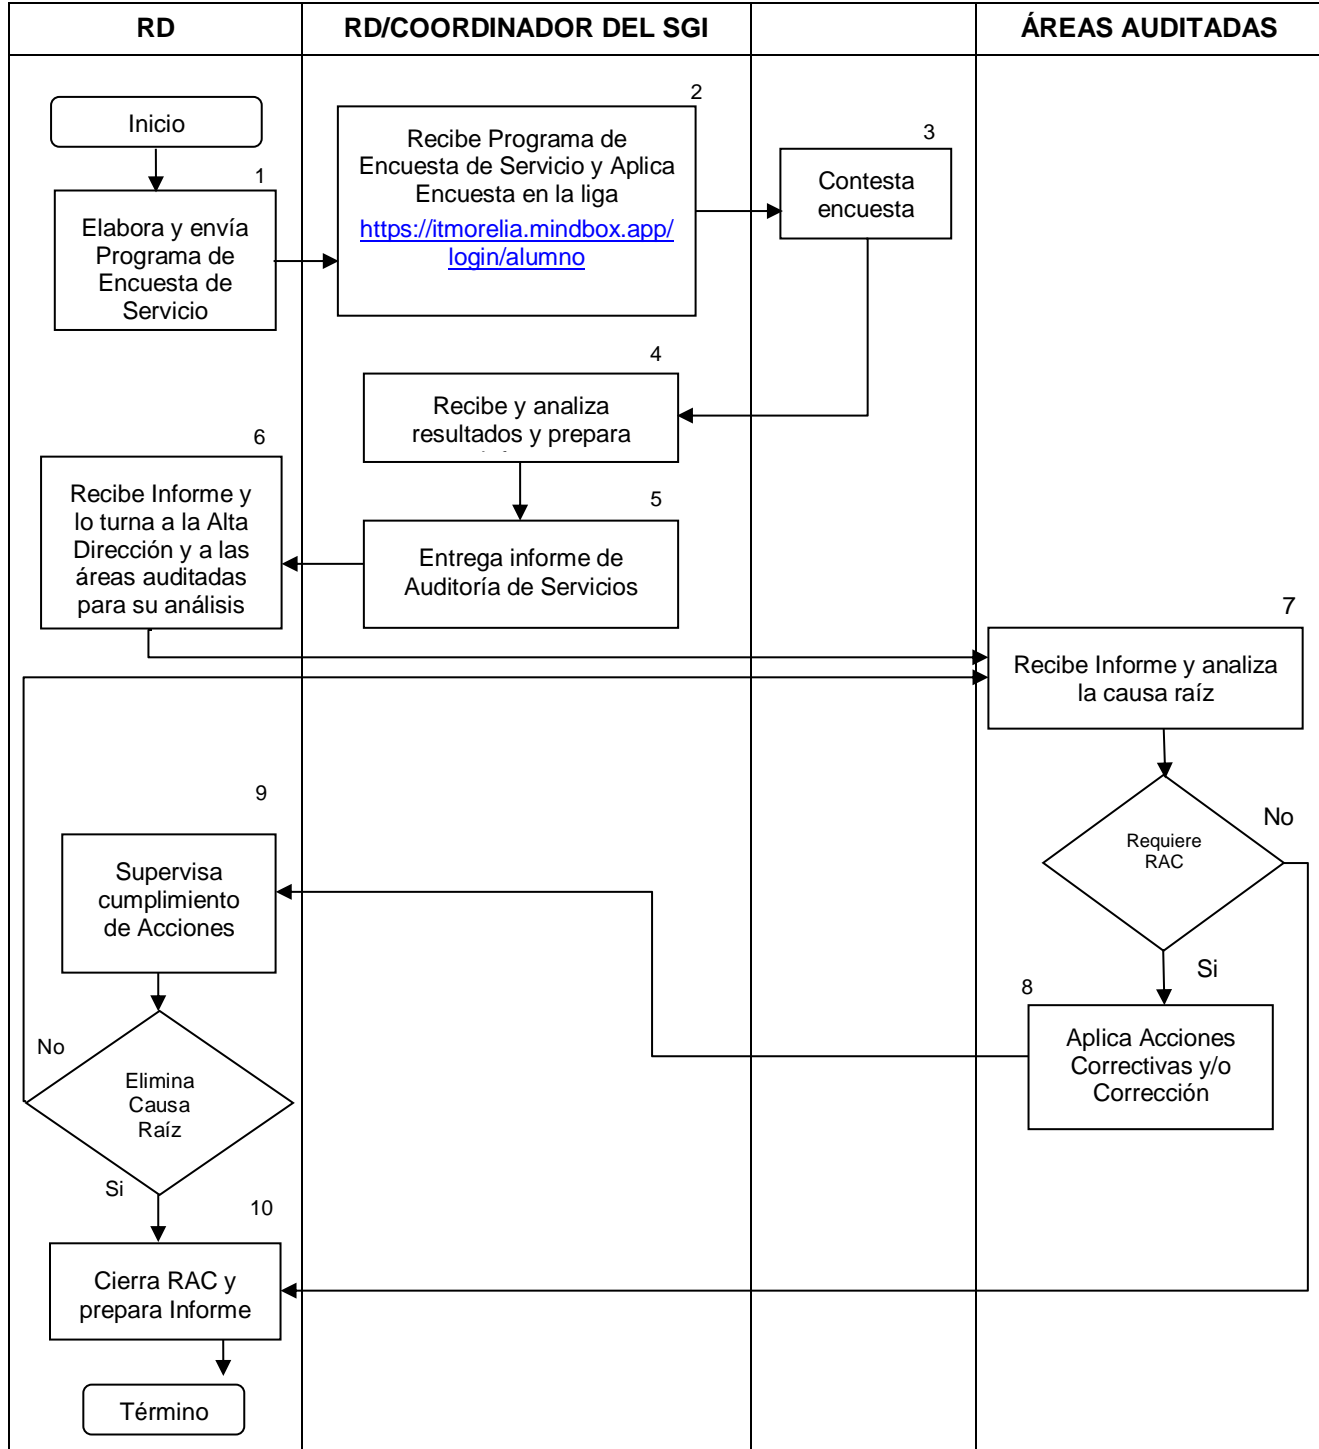 RD
RD/COORDINADOR DEL SGI
ÁREAS AUDITADAS
Inicio
1
Elabora y envía
Programa de
Encuesta de
Servicio
2
Recibe Programa de
Encuesta de Servicio y Aplica
Encuesta en la liga
https://itmorelia.mindbox.app/
login/alumno
3
Contesta
encuesta
4
Recibe y analiza
resultados y prepara
5
Entrega informe de
Auditoría de Servicios
6
Recibe Informe y
lo turna a la Alta
Dirección y a las
áreas auditadas
para su análisis
7
Recibe Informe y analiza
la causa raíz
Requiere
RAC
No
Si
8
Aplica Acciones
Correctivas y/o
Corrección
9
Supervisa
cumplimiento
de Acciones
No
Elimina
Causa
Raíz
Si
10
Cierra RAC y
prepara Informe
Término